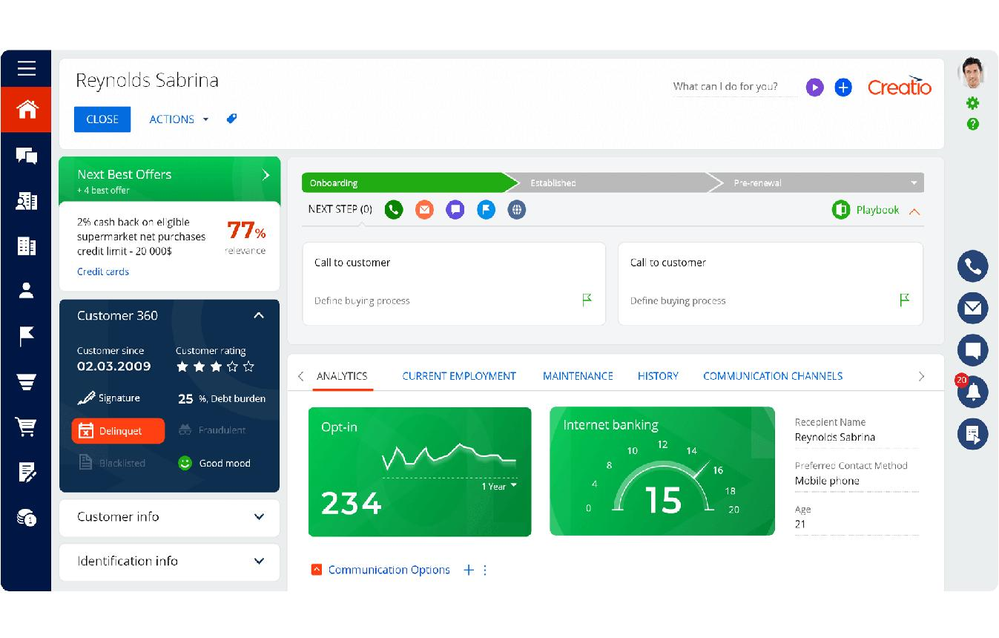 Reynolds Sabrina
What can I do for you?
Creatio
CLOSE
ACTIONS
Next Best Offers
+ 4 best offer
2% cash back on eligible
supermarket net purchases
credit limit - 20 000$
77%
relevance
Credit cards
Customer 360
Customer since
02.03.2009
Customer rating
Signature
25 %, Debt burden
Delinquet
Fraudulent
Blacklisted
Good mood
Customer info
Identification info
Onboarding
Established
Pre-renewal
NEXT STEP (0)
Playbook
Call to customer
Define buying process
Call to customer
Define buying process
ANALYTICS
CURRENT EMPLOYMENT
MAINTENANCE
HISTORY
COMMUNICATION CHANNELS
Opt-in
1 Year
234
Internet banking
0
4
8
10
12
14
16
18
20
15
Recepient Name
Reynolds Sabrina
Preferred Contact Method
Mobile phone
Age
21
Communication Options
20
1